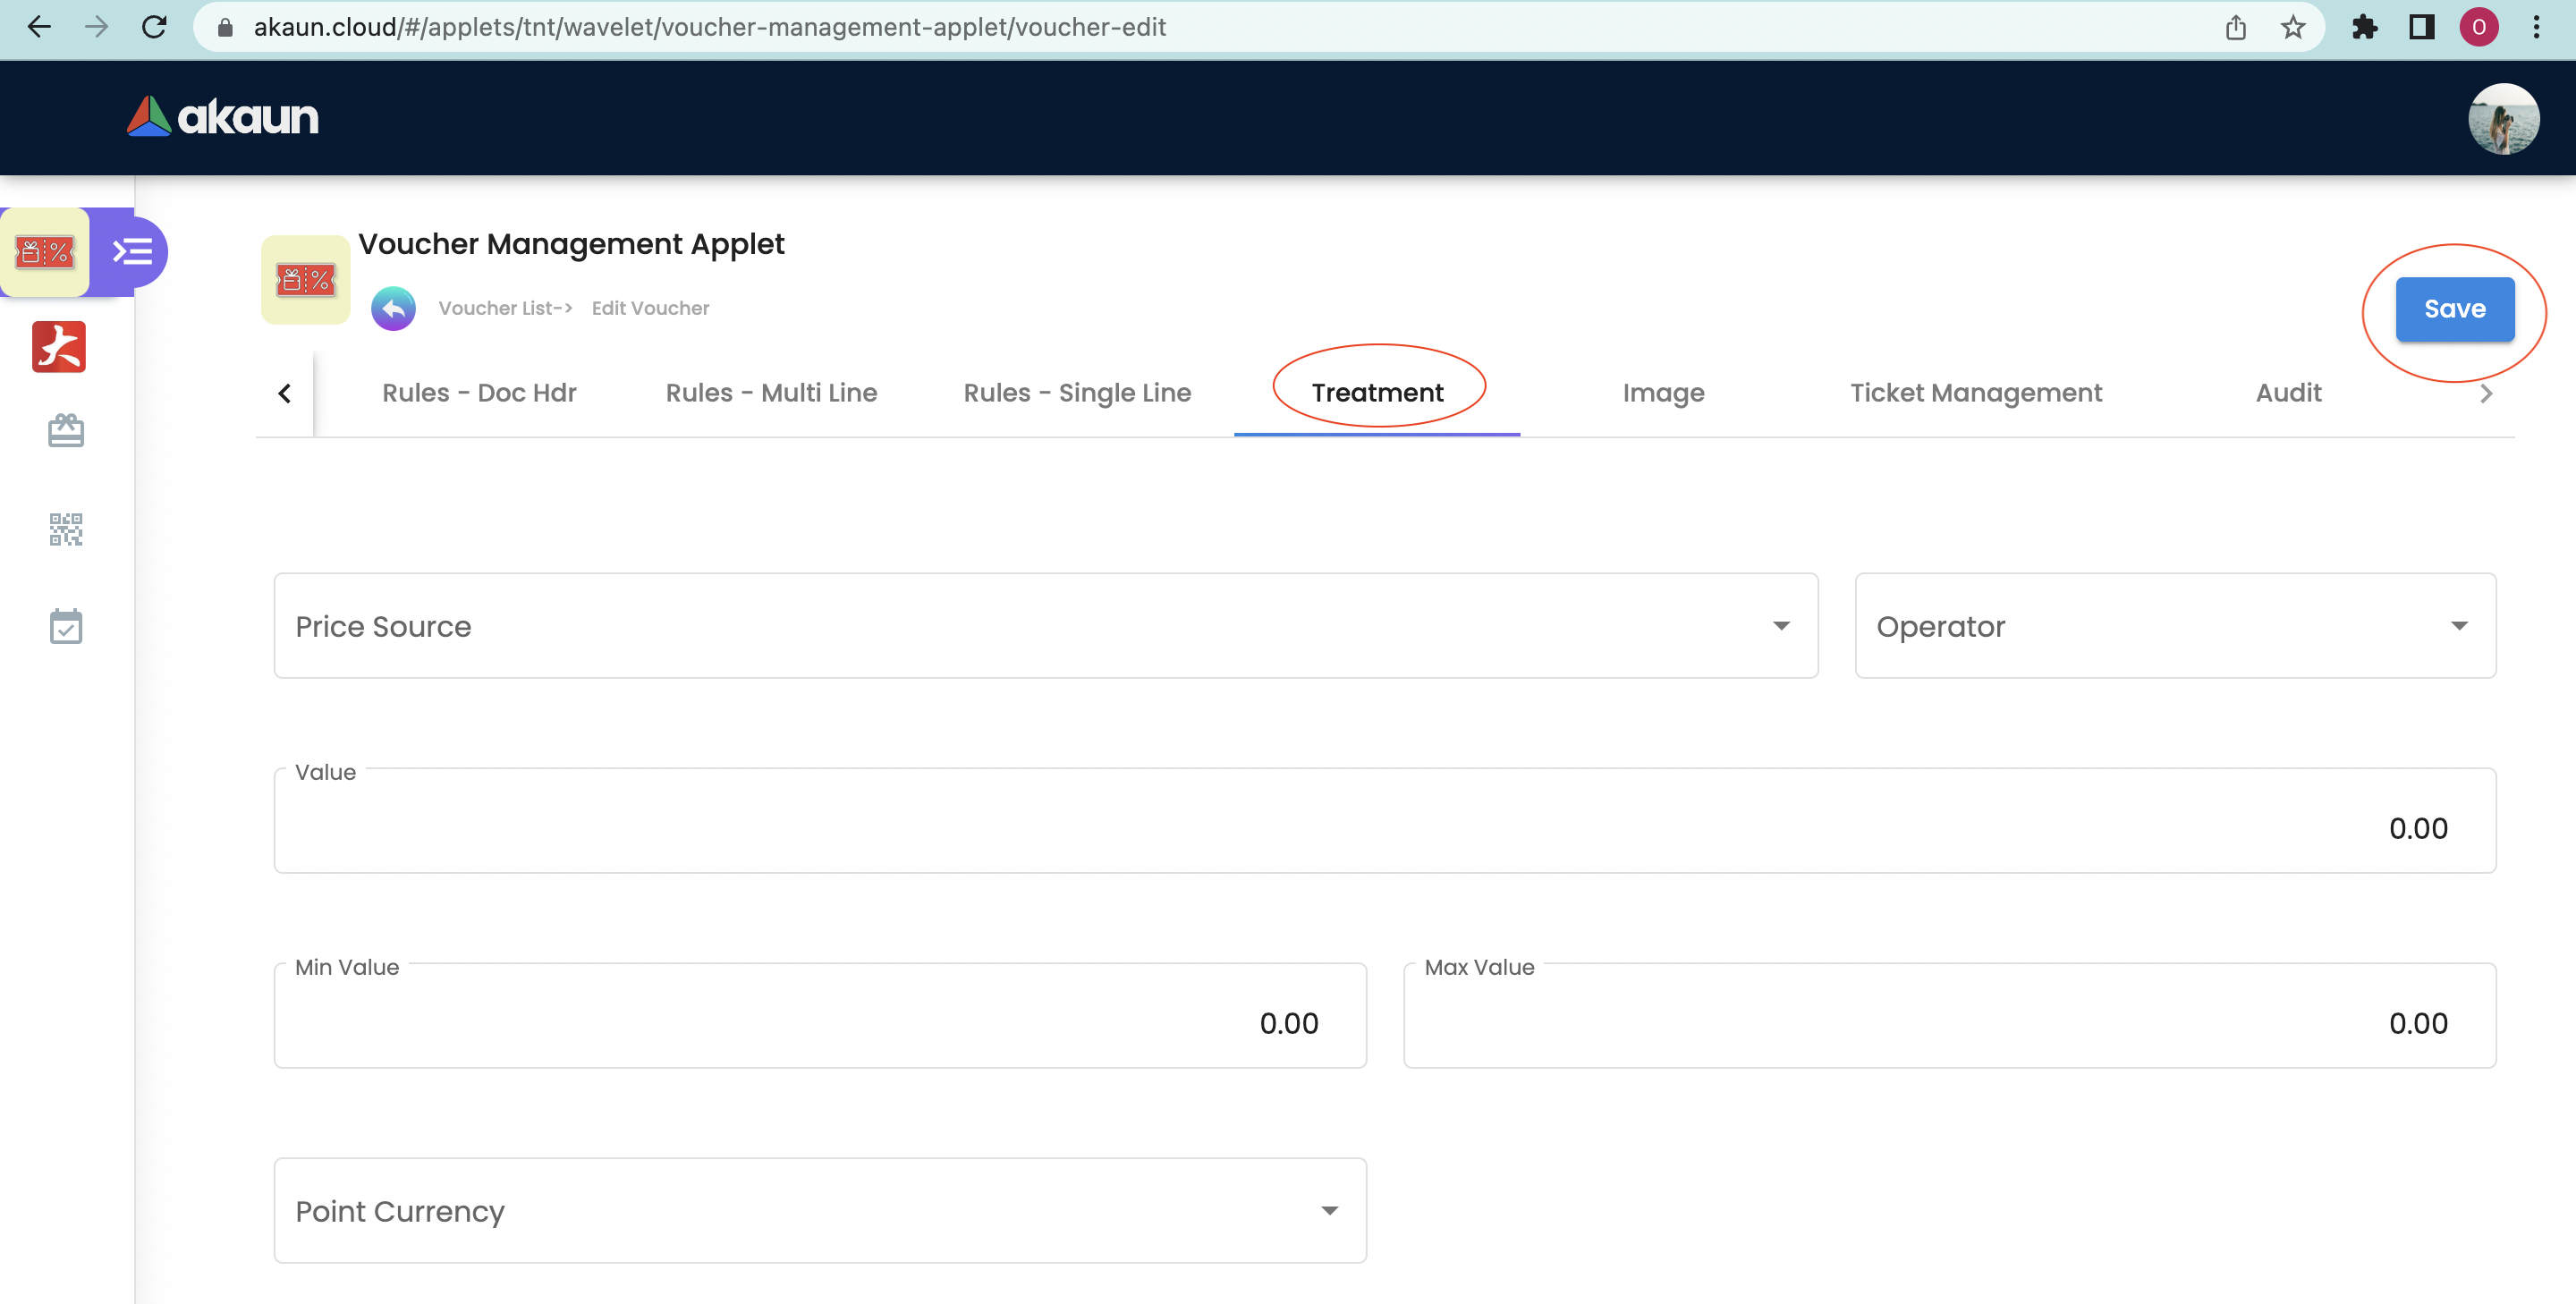 akaun.cloud/#/applets/tnt/wavelet/voucher-management-applet/voucher-edit
O
akaun
Voucher Management Applet
Voucher List-> Edit Voucher
Save
Rules - Doc Hdr
Rules - Multi Line
Rules - Single Line
Treatment
Image
Ticket Management
Audit
Price Source
Operator
Value
0.00
Min Value
0.00
Max Value
0.00
Point Currency